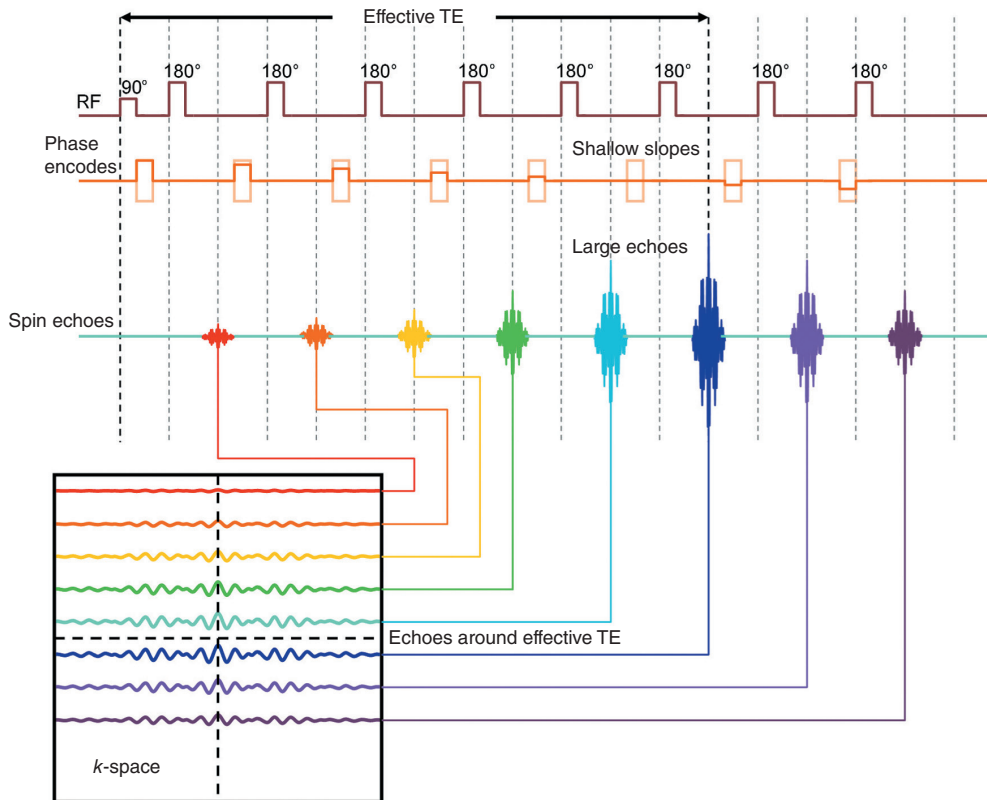 Effective TE
90° 180° 180° 180° 180° 180° 180° 180° 180°
RF
Phase
encodes
Shallow slopes
Large echoes
Spin echoes
Echoes around effective TE
k-space